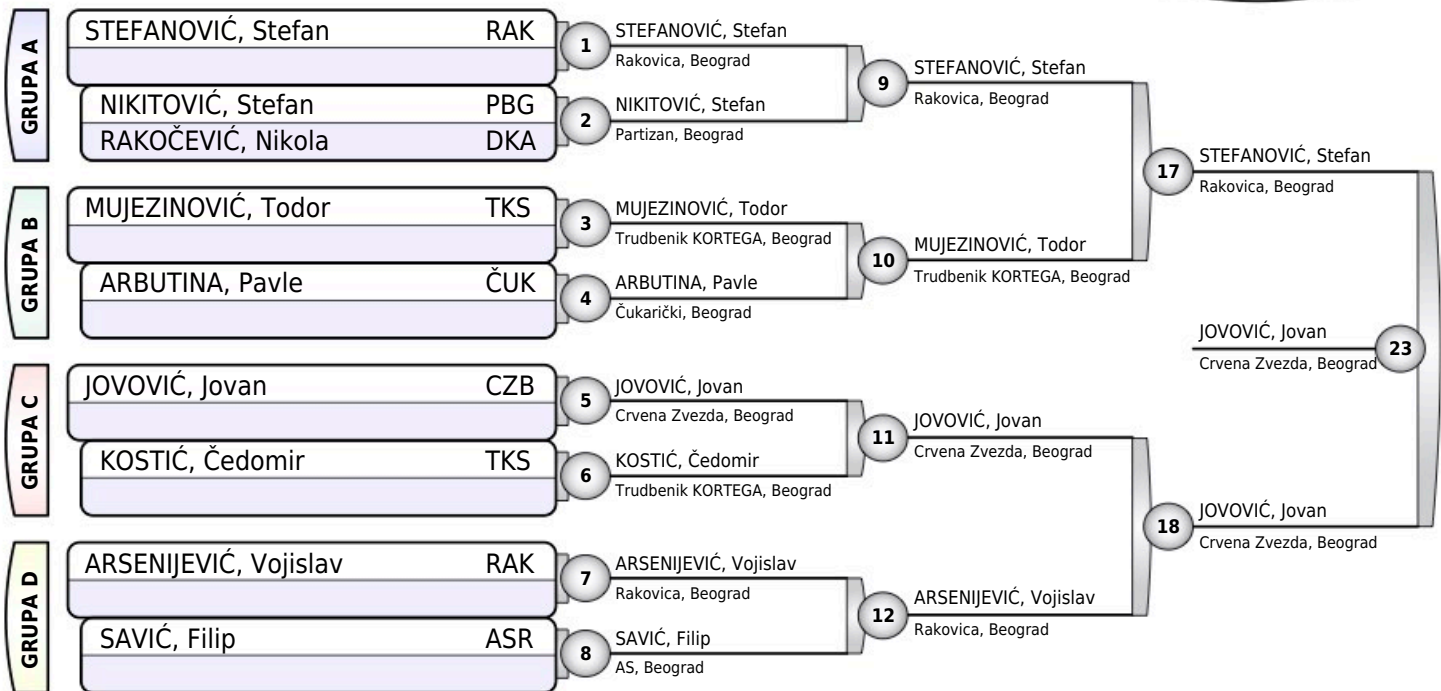 GRUPA A
STEFANOVIĆ, Stefan RAK
NIKITOVIĆ, Stefan PBG
RAKOČEVIĆ, Nikola DKA
GRUPA B
MUJEZINOVIĆ, Todor TKS
ARBUTINA, Pavle ČUK
GRUPA C
JOVOVIĆ, Jovan CZB
KOSTIĆ, Čedomir TKS
GRUPA D
ARSENIJEVIĆ, Vojislav RAK
SAVIĆ, Filip ASR
1
STEFANOVIĆ, Stefan
Rakovica, Beograd
2
NIKITOVIĆ, Stefan
Partizan, Beograd
3
MUJEZINOVIĆ, Todor
Trudbenik KORTEGA, Beograd
4
ARBUTINA, Pavle
Čukarički, Beograd
5
JOVOVIĆ, Jovan
Crvena Zvezda, Beograd
6
KOSTIĆ, Čedomir
Trudbenik KORTEGA, Beograd
7
ARSENIJEVIĆ, Vojislav
Rakovica, Beograd
8
SAVIĆ, Filip
AS, Beograd
9
STEFANOVIĆ, Stefan
Rakovica, Beograd
10
MUJEZINOVIĆ, Todor
Trudbenik KORTEGA, Beograd
11
JOVOVIĆ, Jovan
Crvena Zvezda, Beograd
12
ARSENIJEVIĆ, Vojislav
Rakovica, Beograd
17
STEFANOVIĆ, Stefan
Rakovica, Beograd
18
JOVOVIĆ, Jovan
Crvena Zvezda, Beograd
JOVOVIĆ, Jovan
Crvena Zvezda, Beograd
23